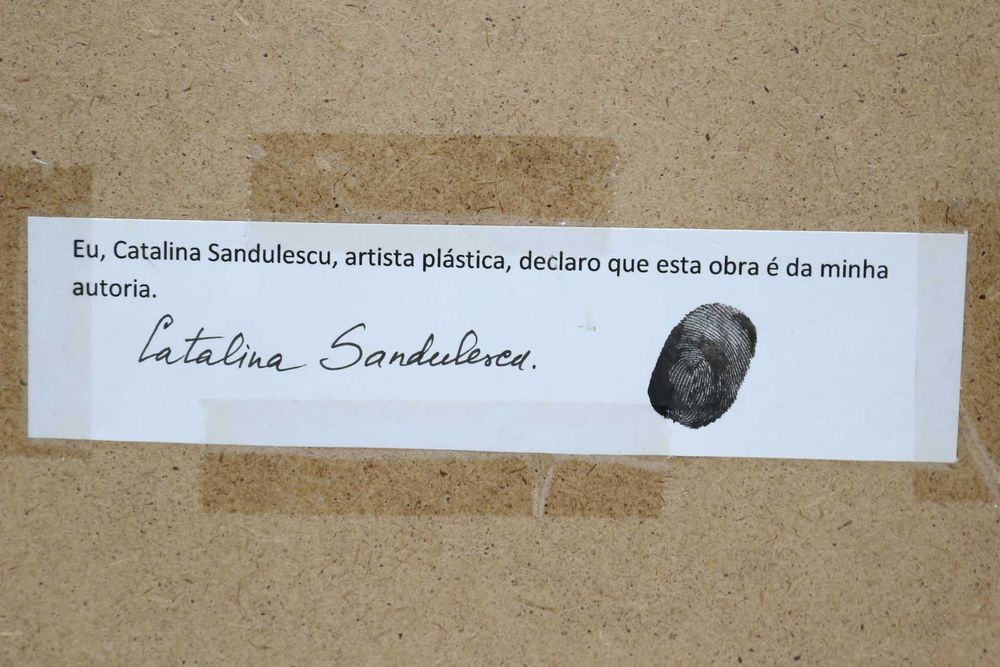 Eu, Catalina Sandulescu, artista plástica, declaro que esta obra é da minha
autoria.
Catalina Sandulescu.